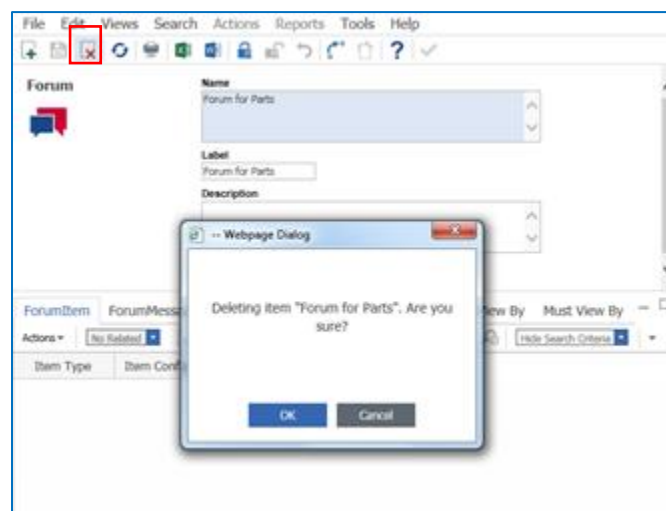 File Edit Views Search Actions Reports Tools Help
Forum
Name
Forum for Parts
Label
Forum for Parts
Description
-- Webpage Dialog
Deleting item "Forum for Parts". Are you
sure?
OK Cancel
ForumItem ForumMess View By Must View By
Actions No Related Hide Search Criteria
Item Type Item Conf